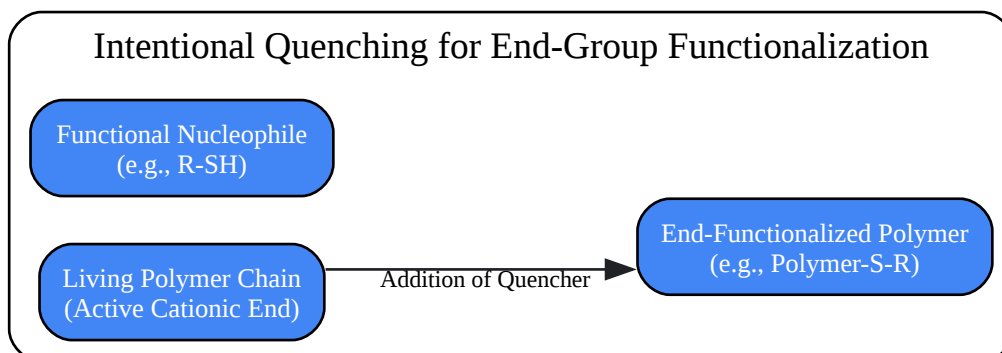 Intentional Quenching for End-Group Functionalization
Functional Nucleophile
(e.g., R-SH)
Living Polymer Chain
(Active Cationic End)
Addition of Quencher
End-Functionalized Polymer
(e.g., Polymer-S-R)